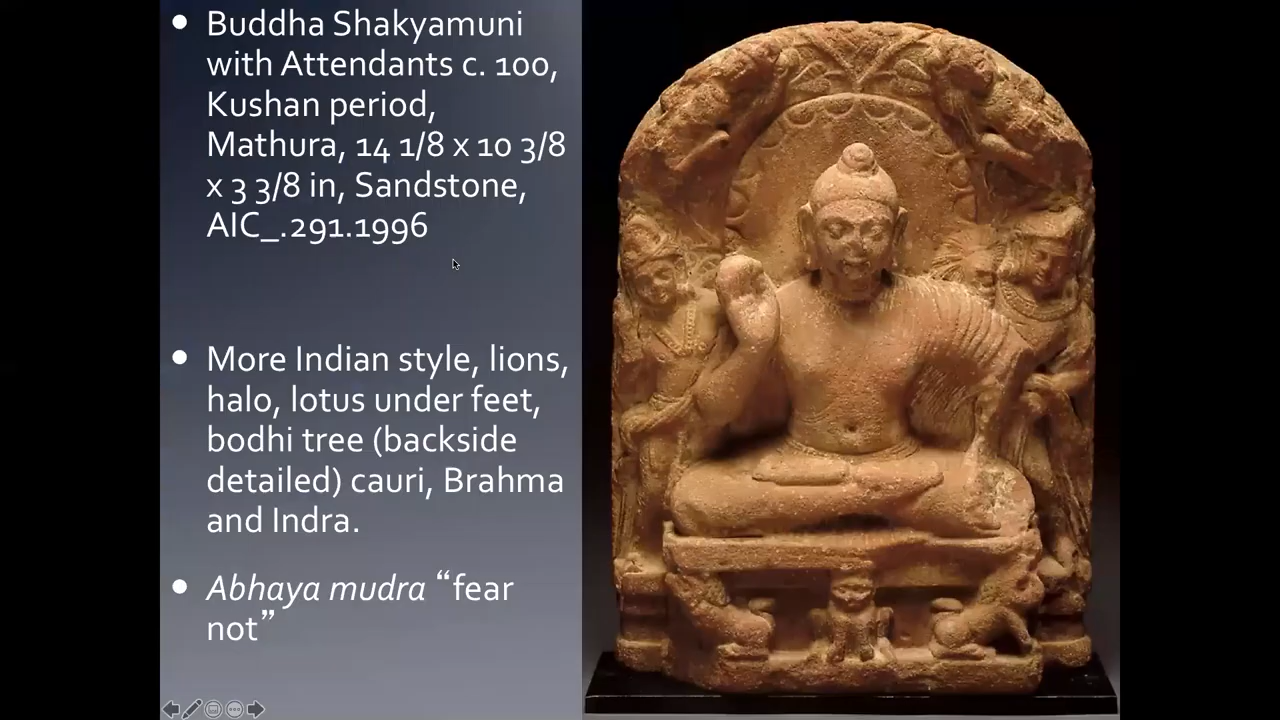 Buddha Shakyamuni
with Attendants c. 100,
Kushan period,
Mathura, 14 1/8 x 10 3/8
x 3 3/8 in, Sandstone,
AIC_.291.1996
More Indian style, lions,
halo, lotus under feet,
bodhi tree (backside
detailed) cauri, Brahma
and Indra.
Abhaya mudra “fear
not”